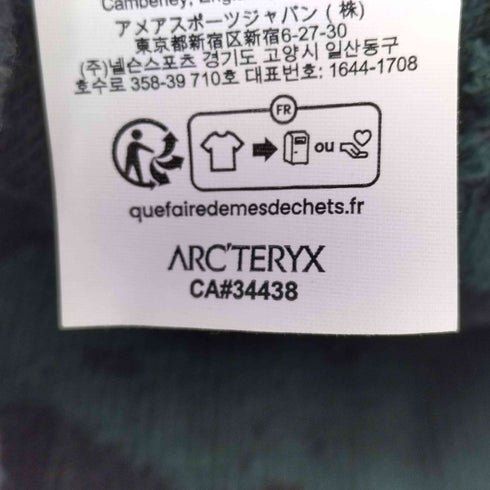 Camberley, Engl
アメアスポーツジャパン(株)
東京都新宿区新宿6-27-30
(주)넬슨스포츠 경기도 고양시 일산동구
호수로 358-39 710호 대표번호: 1644-1708
FR
ou
quefairedemesdechets.fr
ARC'TERYX
CA#34438